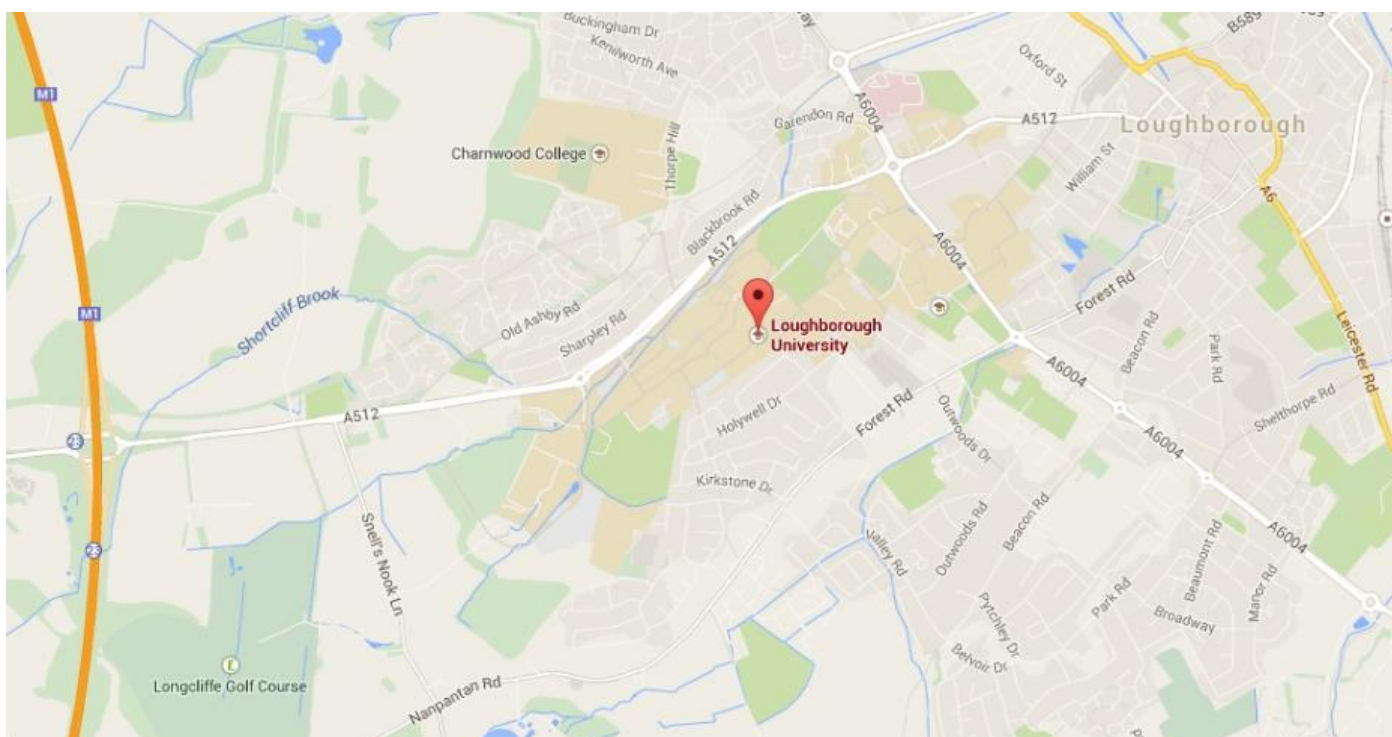 Buckingham Dr
Kenilworth Ave
Oxford St
M1
A6004
Garendon Rd
A512
Loughborough
Charnwood College
Thorpe Hill
William St
A6
Blackbrook Rd
A512
A6004
Shortcliff Brook
M1
Old Ashby Rd
Sharpley Rd
Loughborough
University
Forest Rd
Beacon Rd
Park Rd
Leicester Rd
A6004
A512
Holywell Dr
Forest Rd
Outwoods Dr
Shelthorpe Rd
23
A6004
Kirkstone Dr
Snell's Nook Ln
Valley Rd
Outwoods Rd
Beacon Rd
A6004
23
Beaumont Rd
Manor Rd
Park Rd
Broadway
Pytchley Dr
Belvoir Dr
Longcliffe Golf Course
Nanpantan Rd